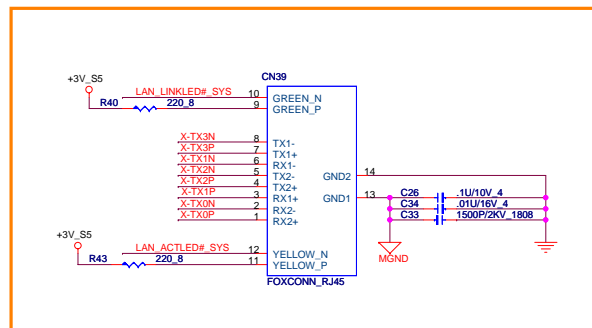 CN39
+3V_S5
LAN_LINKLED#_SYS
10
GREEN_N
R40
220_8
9
GREEN_P
X-TX3N
8
TX1-
X-TX3P
7
TX1+
X-TX1N
6
RX1-
X-TX2N
5
TX2-
X-TX2P
4
TX2+
X-TX1P
3
RX1+
X-TX0N
2
RX2-
X-TX0P
1
RX2+
GND2
14
GND1
13
C26
.1U/10V_4
C34
.01U/16V_4
C33
1500P/2KV_1808
MGND
+3V_S5
LAN_ACTLED#_SYS
12
YELLOW_N
R43
220_8
11
YELLOW_P
FOXCONN_RJ45